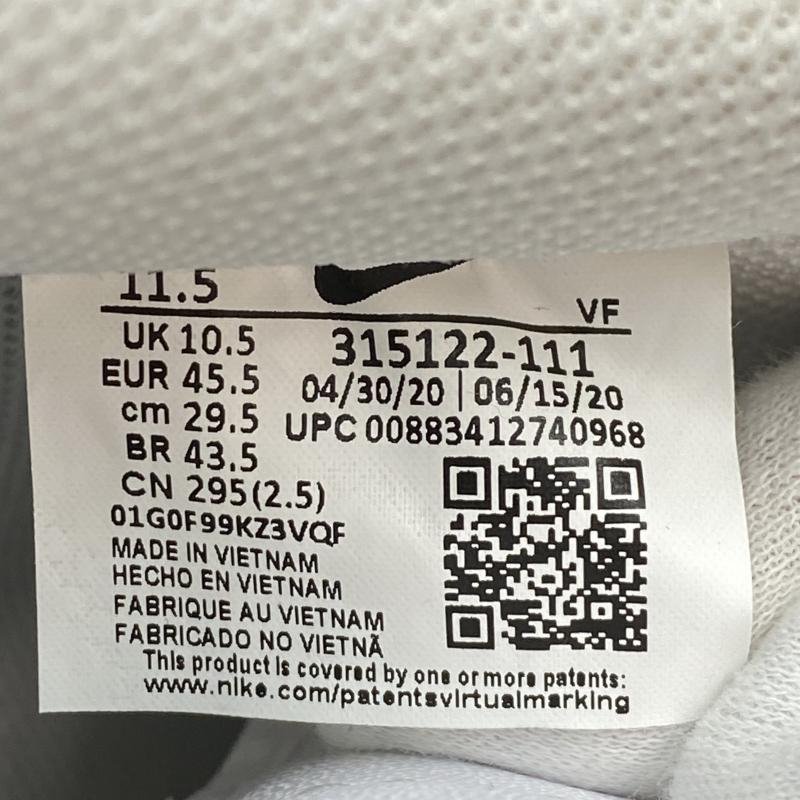 11.5
VF
UK 10.5
315122-111
EUR 45.5
04/30/20 | 06/15/20
cm 29.5
UPC 00883412740968
BR 43.5
CN 295(2.5)
01G0F99KZ3VQF
MADE IN VIETNAM
HECHO EN VIETNAM
FABRIQUE AU VIETNAM
FABRICADO NO VIETNÃ
This product is covered by one or more patents:
www.nike.com/patentsvirtualmarking